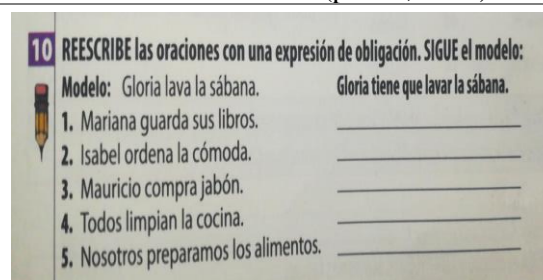 10 REESCRIBE las oraciones con una expresión de obligación. SIGUE el modelo:
Modelo: Gloria lava la sábana. Gloria tiene que lavar la sábana.
1. Mariana guarda sus libros.
2. Isabel ordena la cómoda.
3. Mauricio compra jabón.
4. Todos limpian la cocina.
5. Nosotros preparamos los alimentos.